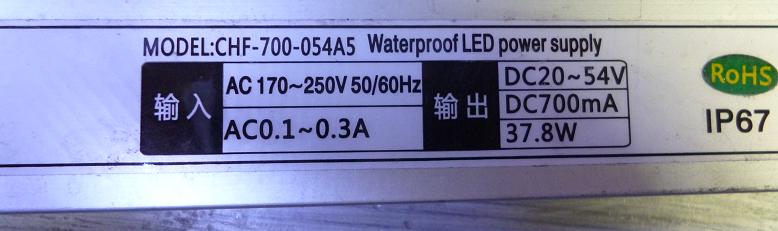 MODEL:CHF-700-054A5 Waterproof LED power supply
输入
AC 170~250V 50/60Hz
AC0.1~0.3A
输出
DC20~54V
DC700mA
37.8W
RoHS
IP67